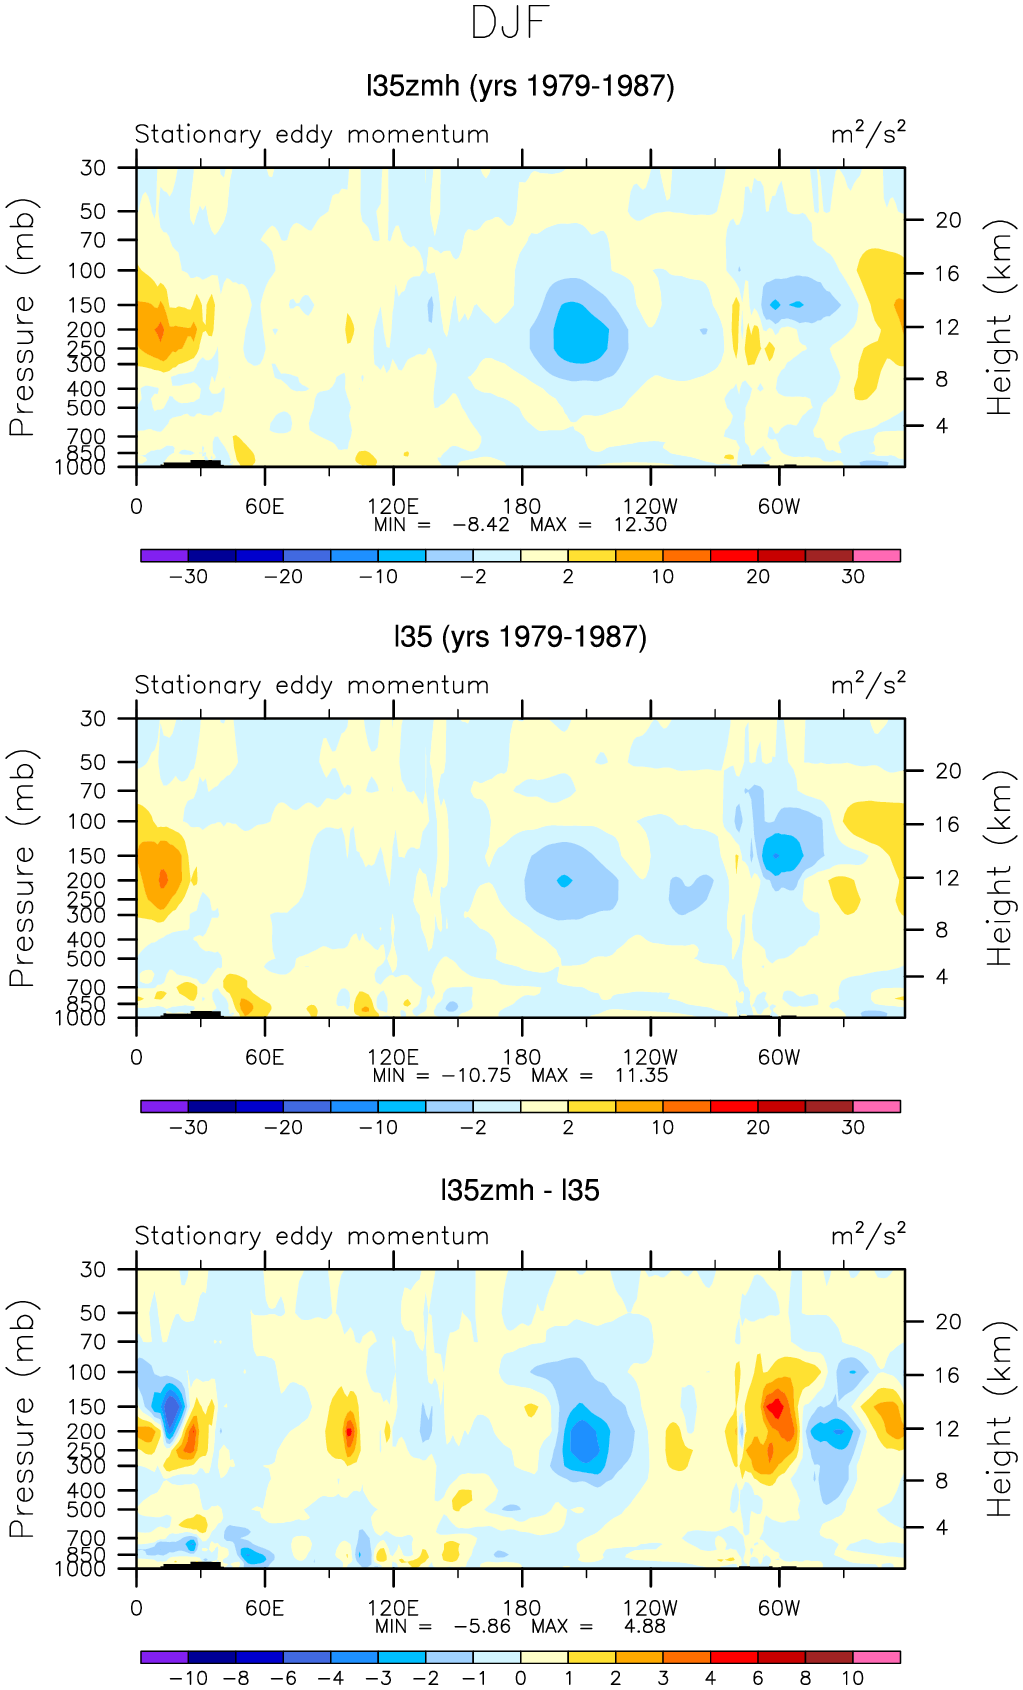 DJF
l35zmh (yrs 1979-1987)
Stationary eddy momentum m²/s²
Pressure (mb)
30
50
70
100
150
200
250
300
400
500
700
850
1000
20
16
12
8
4
Height (km)
0 60E 120E 180 120W 60W
MIN = -8.42 MAX = 12.30
-30 -20 -10 -2 2 10 20 30
l35 (yrs 1979-1987)
Stationary eddy momentum m²/s²
Pressure (mb)
30
50
70
100
150
200
250
300
400
500
700
850
1000
20
16
12
8
4
Height (km)
0 60E 120E 180 120W 60W
MIN = -10.75 MAX = 11.35
-30 -20 -10 -2 2 10 20 30
l35zmh - l35
Stationary eddy momentum m²/s²
Pressure (mb)
30
50
70
100
150
200
250
300
400
500
700
850
1000
20
16
12
8
4
Height (km)
0 60E 120E 180 120W 60W
MIN = -5.86 MAX = 4.88
-10 -8 -6 -4 -3 -2 -1 0 1 2 3 4 6 8 10